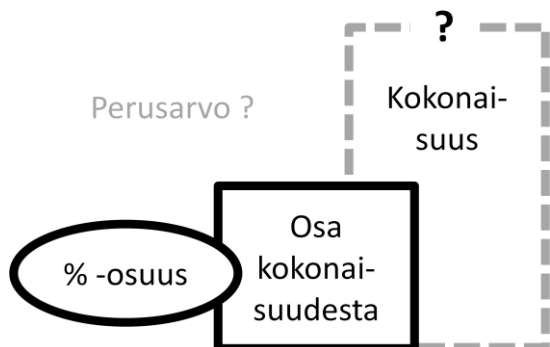 ?
Perusarvo ?
Kokonai-
suus
% -osuus
Osa
kokonai-
suudesta